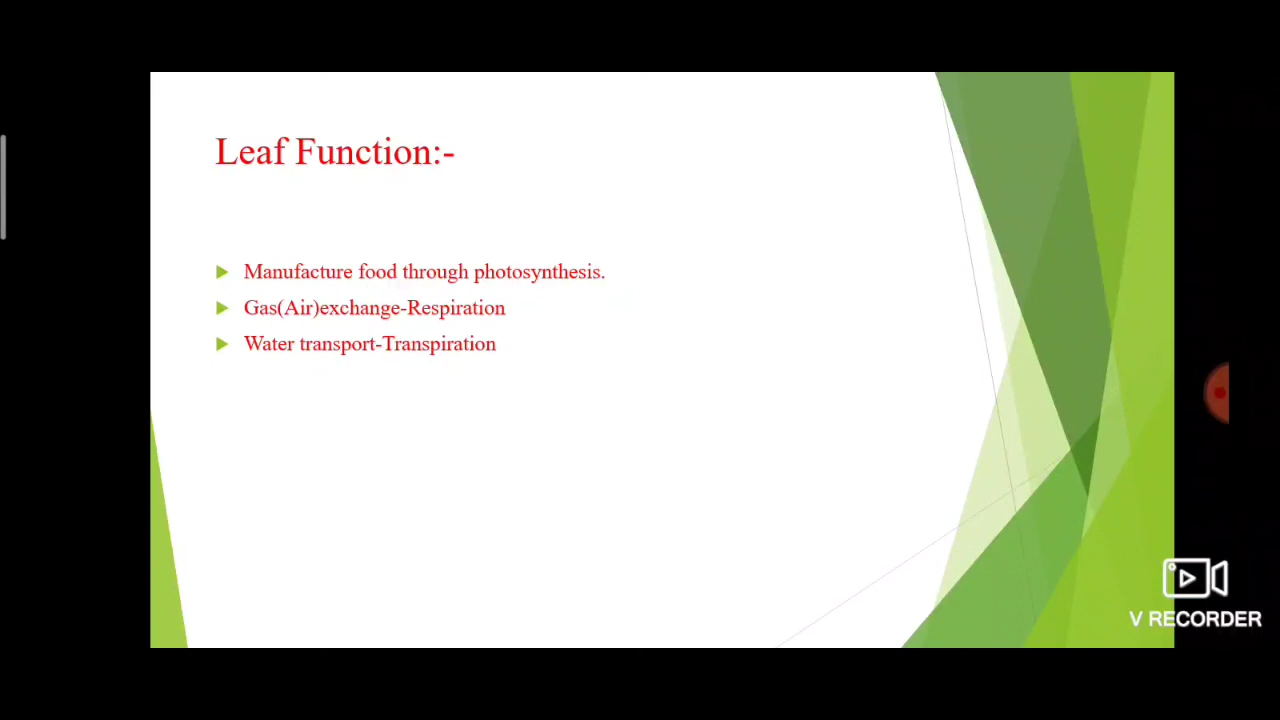 Leaf Function:-
Manufacture food through photosynthesis.
Gas(Air)exchange-Respiration
Water transport-Transpiration
V RECORDER